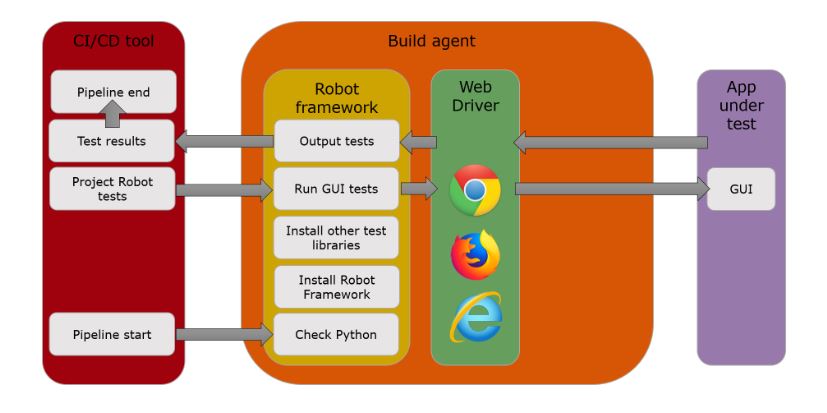 CI/CD tool
Pipeline end
Test results
Project Robot
tests
Pipeline start
Build agent
Robot
framework
Output tests
Run GUI tests
Install other test
libraries
Install Robot
Framework
Check Python
Web
Driver
App
under
test
GUI